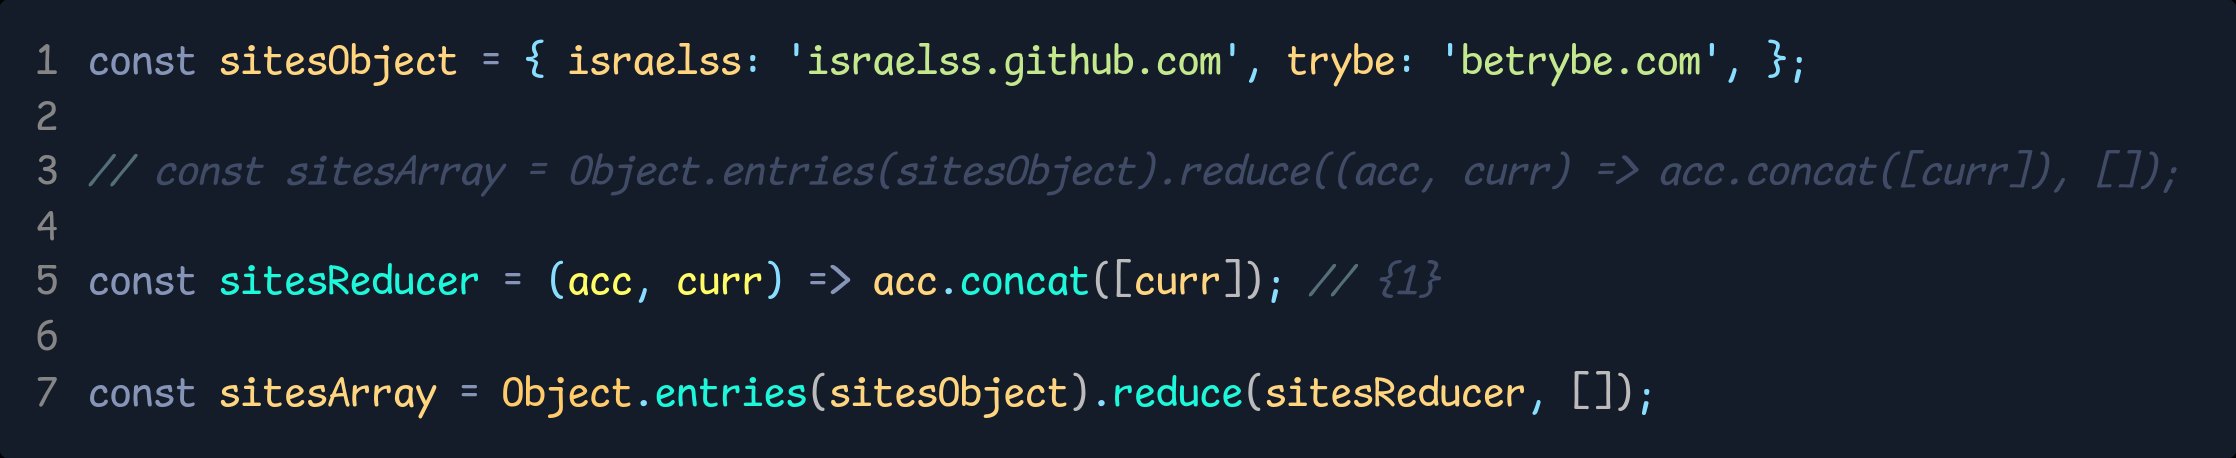 1 const sitesObject = { israelss: 'israelss.github.com', trybe: 'betrybe.com', };
2
3 // const sitesArray = Object.entries(sitesObject).reduce((acc, curr) => acc.concat([curr]), []);
4
5 const sitesReducer = (acc, curr) => acc.concat([curr]); // {1}
6
7 const sitesArray = Object.entries(sitesObject).reduce(sitesReducer, []);